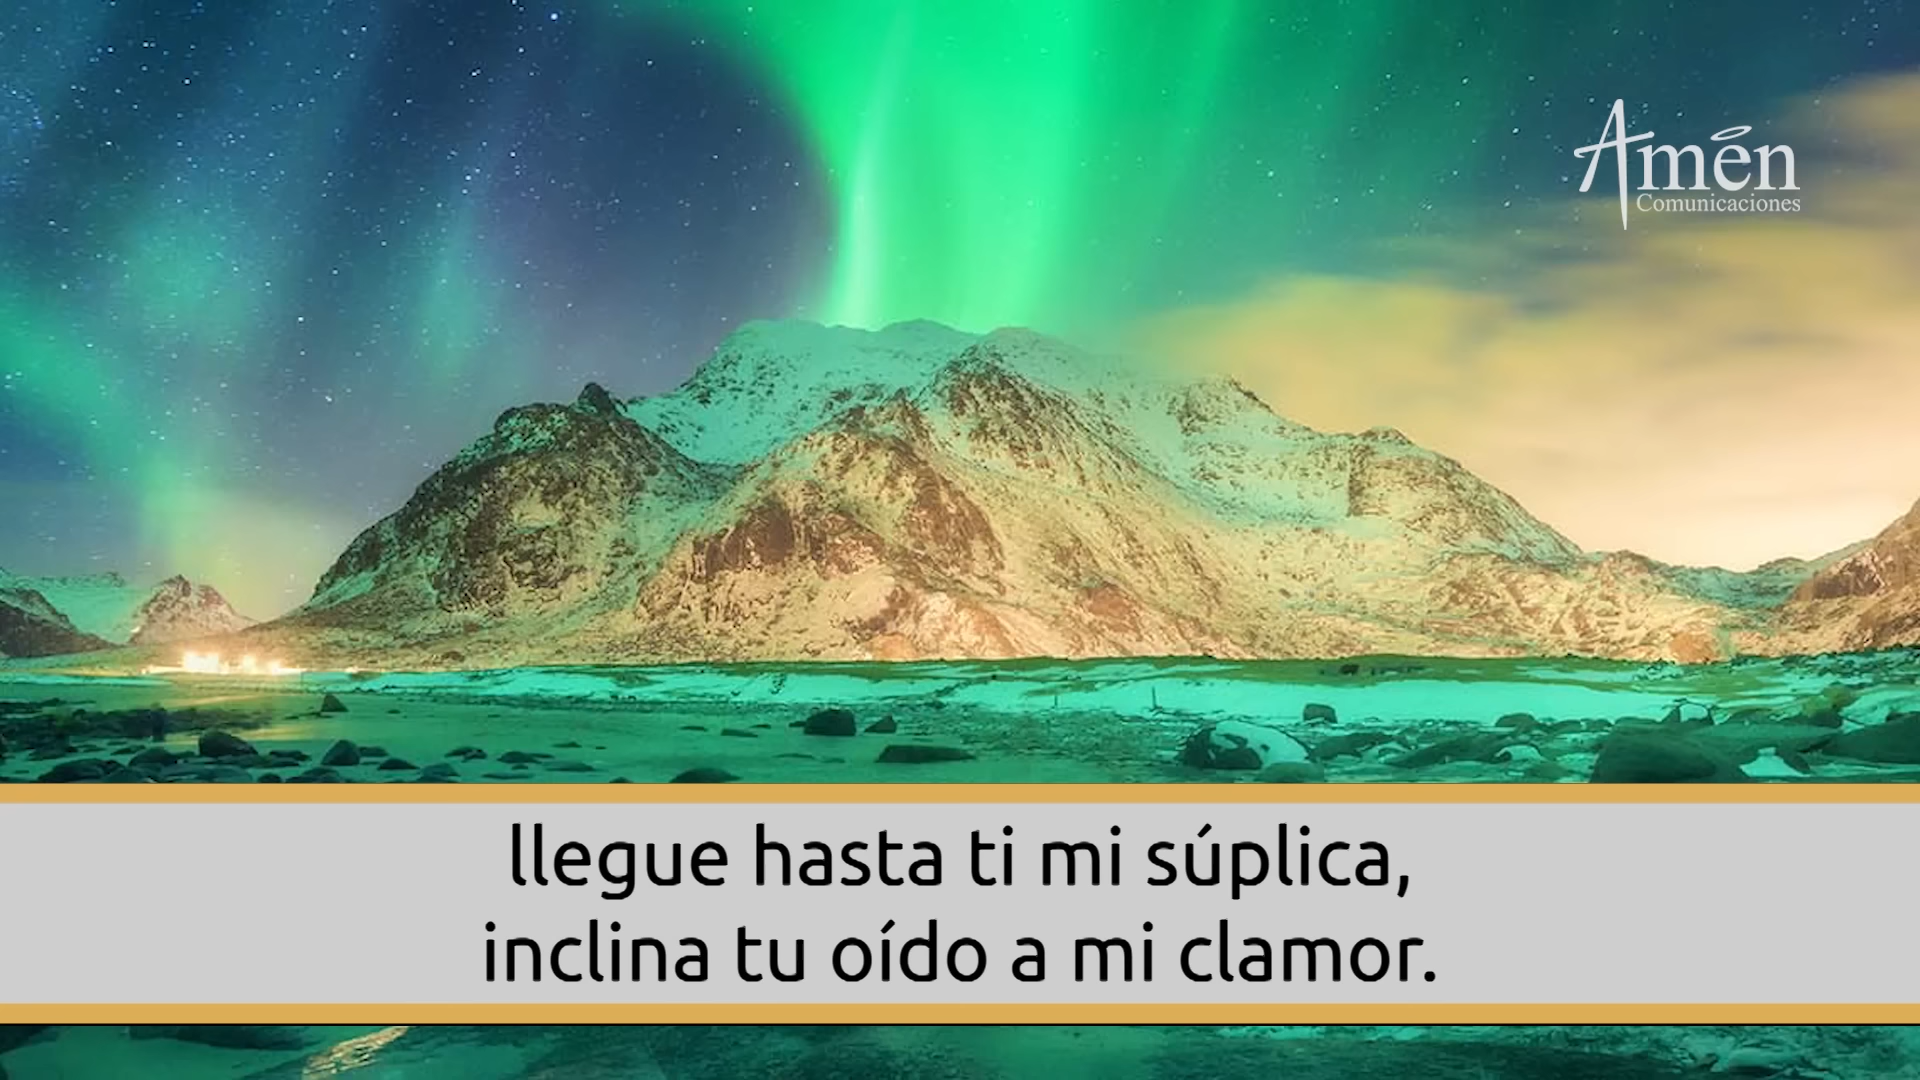 Amén
Comunicaciones
llegue hasta ti mi súplica,
inclina tu oído a mi clamor.